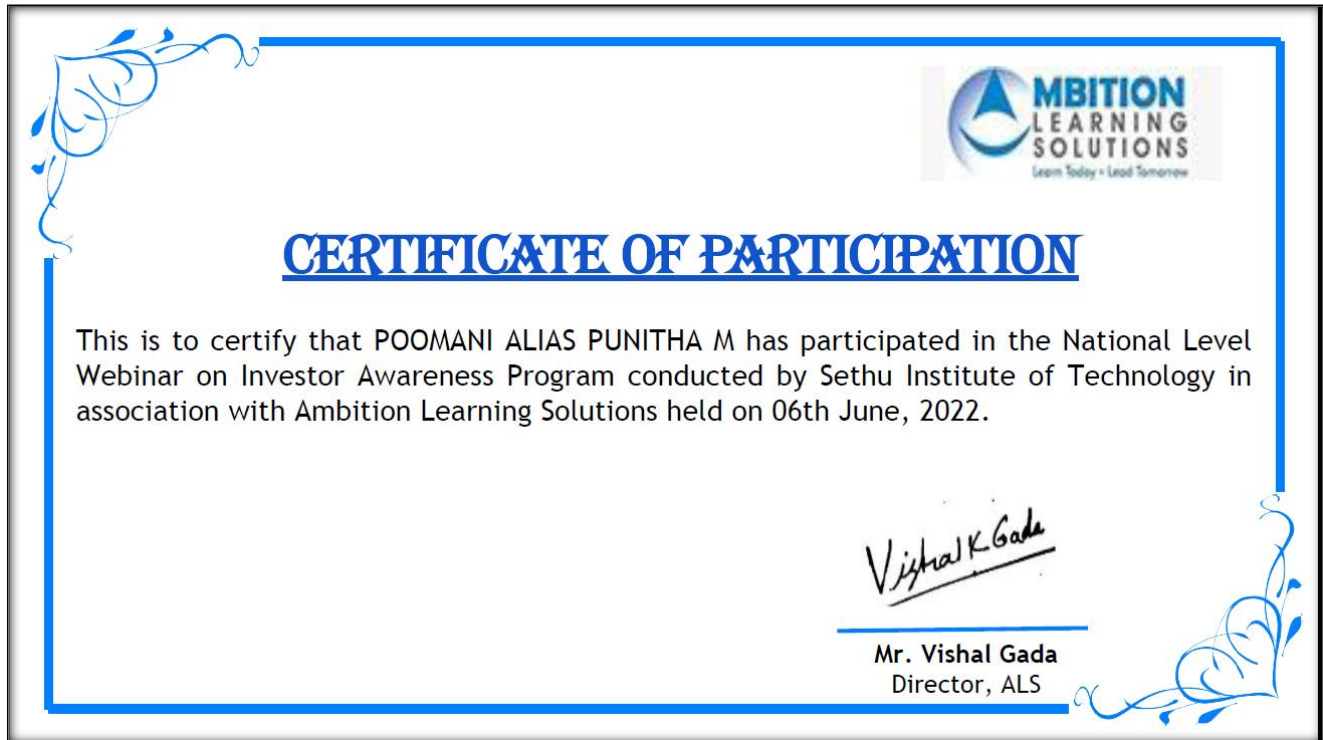 AMBITION
LEARNING
SOLUTIONS
Learn Today • Lead Tomorrow
CERTIFICATE OF PARTICIPATION
This is to certify that POOMANI ALIAS PUNITHA M has participated in the National Level
Webinar on Investor Awareness Program conducted by Sethu Institute of Technology in
association with Ambition Learning Solutions held on 06th June, 2022.
Vishal K Gada
Mr. Vishal Gada
Director, ALS